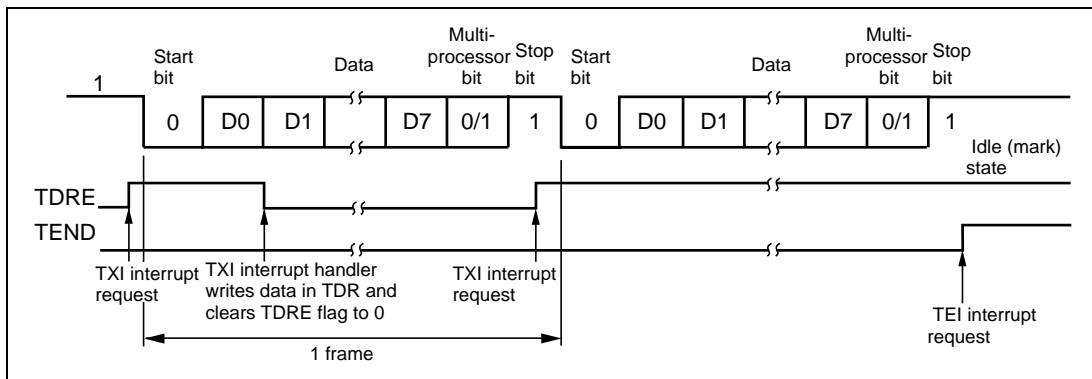 Start bit
Data
Multi-processor bit
Stop bit
Start bit
Data
Multi-processor bit
Stop bit
1
0 D0 D1 D7 0/1 1 0 D0 D1 D7 0/1 1
Idle (mark) state
TDRE
TEND
TXI interrupt request
TXI interrupt handler writes data in TDR and clears TDRE flag to 0
TXI interrupt request
TEI interrupt request
1 frame